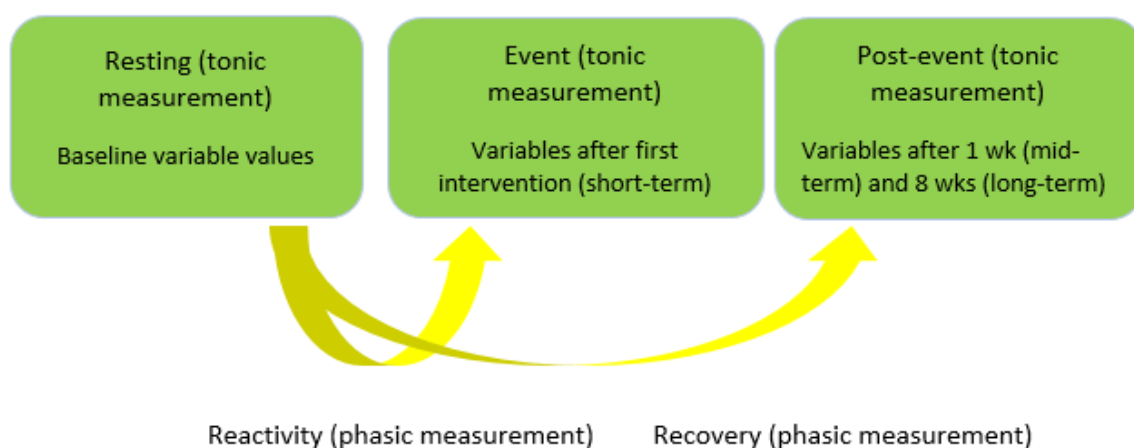 Resting (tonic
measurement)
Baseline variable values
Event (tonic
measurement)
Variables after first
intervention (short-term)
Post-event (tonic
measurement)
Variables after 1 wk (mid-
term) and 8 wks (long-term)
Reactivity (phasic measurement)
Recovery (phasic measurement)